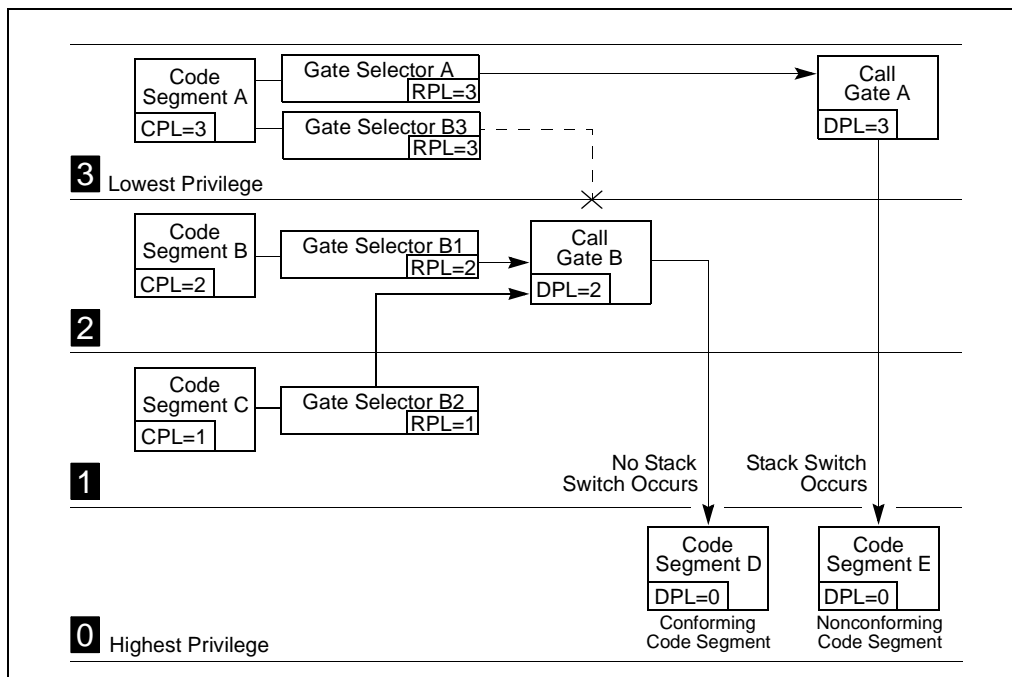 Code
Segment A
CPL=3
Gate Selector A
RPL=3
Gate Selector B3
RPL=3
Call
Gate A
DPL=3
3 Lowest Privilege
Code
Segment B
CPL=2
Gate Selector B1
RPL=2
Call
Gate B
DPL=2
2
Code
Segment C
CPL=1
Gate Selector B2
RPL=1
1
No Stack
Switch Occurs
Stack Switch
Occurs
Code
Segment D
DPL=0
Conforming
Code Segment
Code
Segment E
DPL=0
Nonconforming
Code Segment
0 Highest Privilege